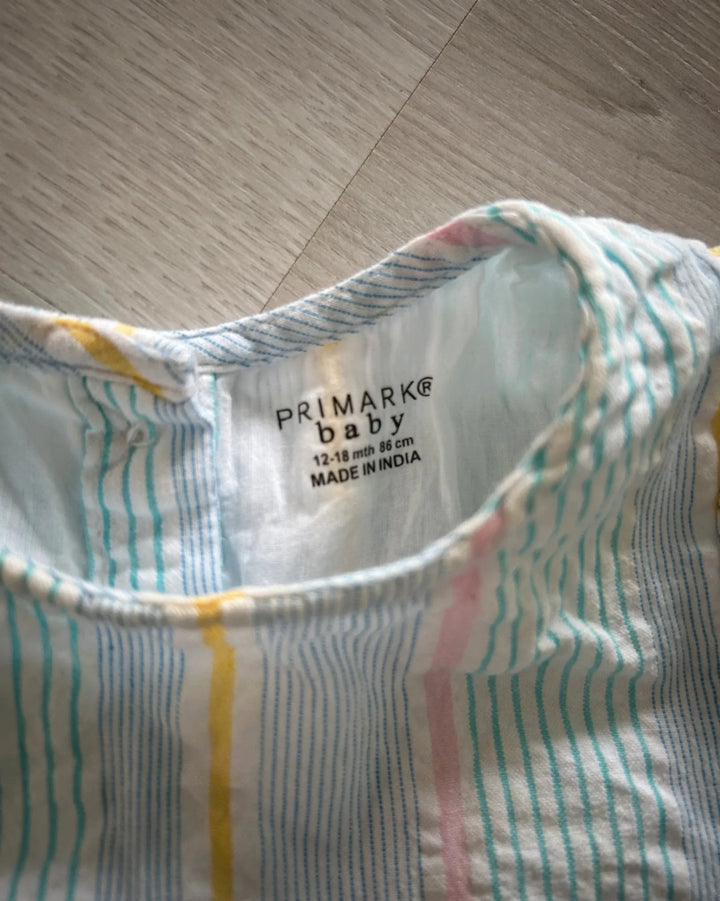 PRIMARK®
baby
12-18 mth 86 cm
MADE IN INDIA